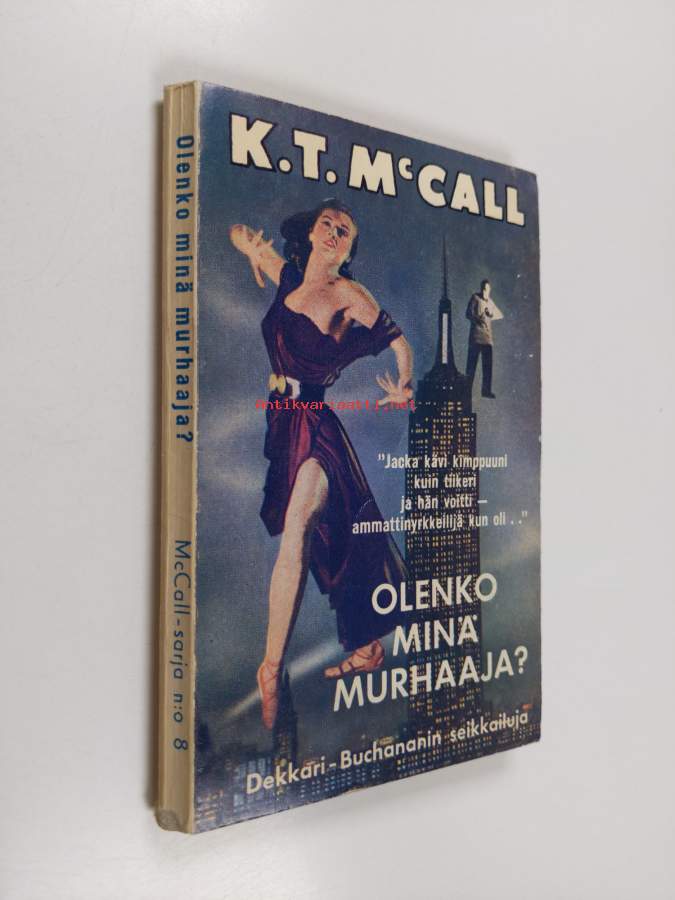 Olenko minä murhaaja?
McCall-sarja n:o 8
K.T. McCALL
Antikvariaatti.net
"Jacka kävi kimppuuni
kuin tiikeri
ja hän voitti —
ammattinyrkkeilijä kun oli . ."
OLENKO
MINÄ
MURHAAJA?
Dekkari-Buchananin seikkailuja